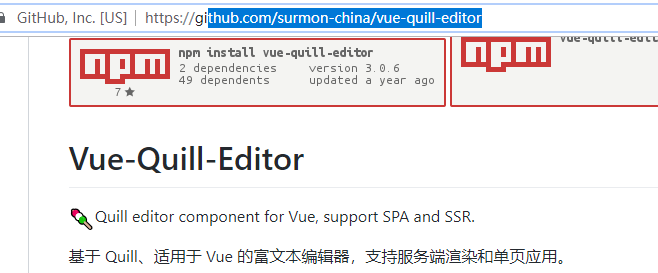 GitHub, Inc. [US] | https://github.com/surmon-china/vue-quill-editor
npm npm install vue-quill-editor
2 dependencies version 3.0.6
49 dependents updated a year ago
7 ★
npm vue-quill-editor
Vue-Quill-Editor
Quill editor component for Vue, support SPA and SSR.
基于 Quill、适用于 Vue 的富文本编辑器，支持服务端渲染和单页应用。